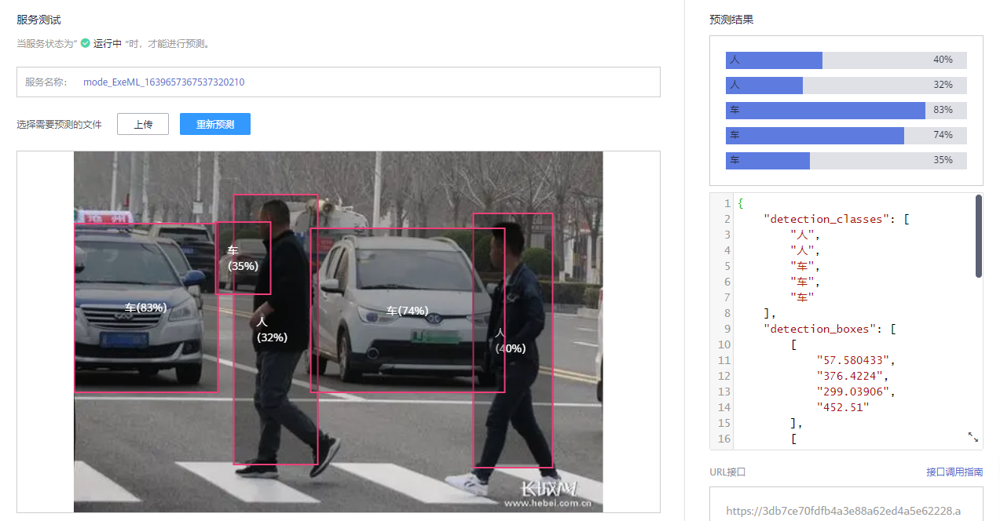 服务测试
当服务状态为“ 运行中 ”时，才能进行预测。
服务名称： mode_ExeML_1639657367537320210
选择需要预测的文件 上传 重新预测
车
(35%)
车(83%)
车(74%)
人
(32%)
人
(40%)
长城网
www.hebei.com.cn
预测结果
人 40%
人 32%
车 83%
车 74%
车 35%
1 {
2 "detection_classes": [
3 "人",
4 "人",
5 "车",
6 "车",
7 "车"
8 ],
9 "detection_boxes": [
10 [
11 "57.580433",
12 "376.4224",
13 "299.03906",
14 "452.51"
15 ],
16 [
URL接口 接口调用指南
https://3db7ce70fdfb4a3e88a62ed4a5e62228.a